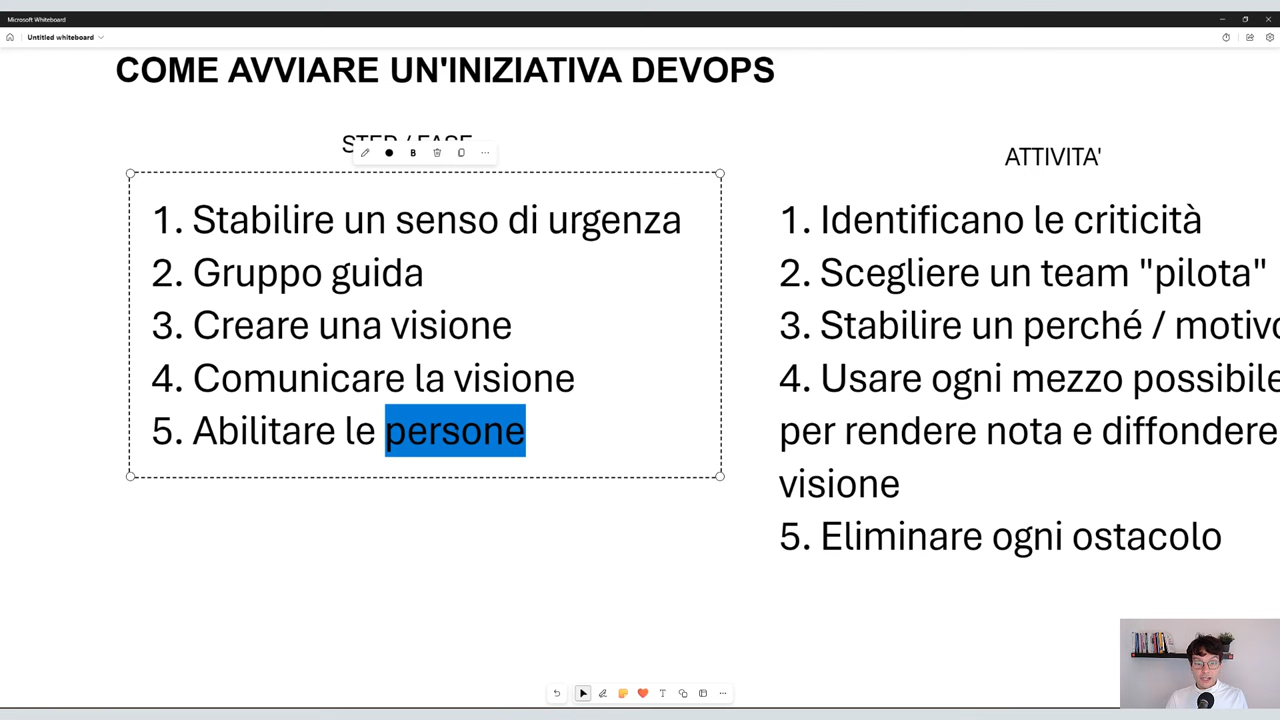 Microsoft Whiteboard
Untitled whiteboard
COME AVVIARE UN'INIZIATIVA DEVOPS
STEP / FASE
B
1. Stabilire un senso di urgenza
2. Gruppo guida
3. Creare una visione
4. Comunicare la visione
5. Abilitare le persone
ATTIVITA'
1. Identificano le criticità
2. Scegliere un team "pilota"
3. Stabilire un perché / motivo
4. Usare ogni mezzo possibile
per rendere nota e diffondere
visione
5. Eliminare ogni ostacolo
T